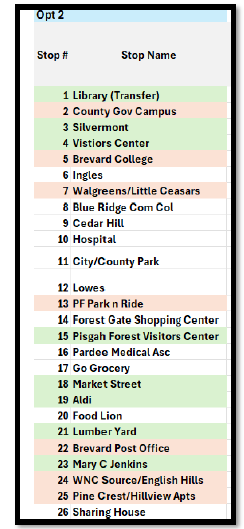 Opt 2
Stop # Stop Name
1 Library (Transfer)
2 County Gov Campus
3 Silvermont
4 Vistiors Center
5 Brevard College
6 Ingles
7 Walgreens/Little Ceasars
8 Blue Ridge Com Col
9 Cedar Hill
10 Hospital
11 City/County Park
12 Lowes
13 PF Park n Ride
14 Forest Gate Shopping Center
15 Pisgah Forest Visitors Center
16 Pardee Medical Asc
17 Go Grocery
18 Market Street
19 Aldi
20 Food Lion
21 Lumber Yard
22 Brevard Post Office
23 Mary C Jenkins
24 WNC Source/English Hills
25 Pine Crest/Hillview Apts
26 Sharing House